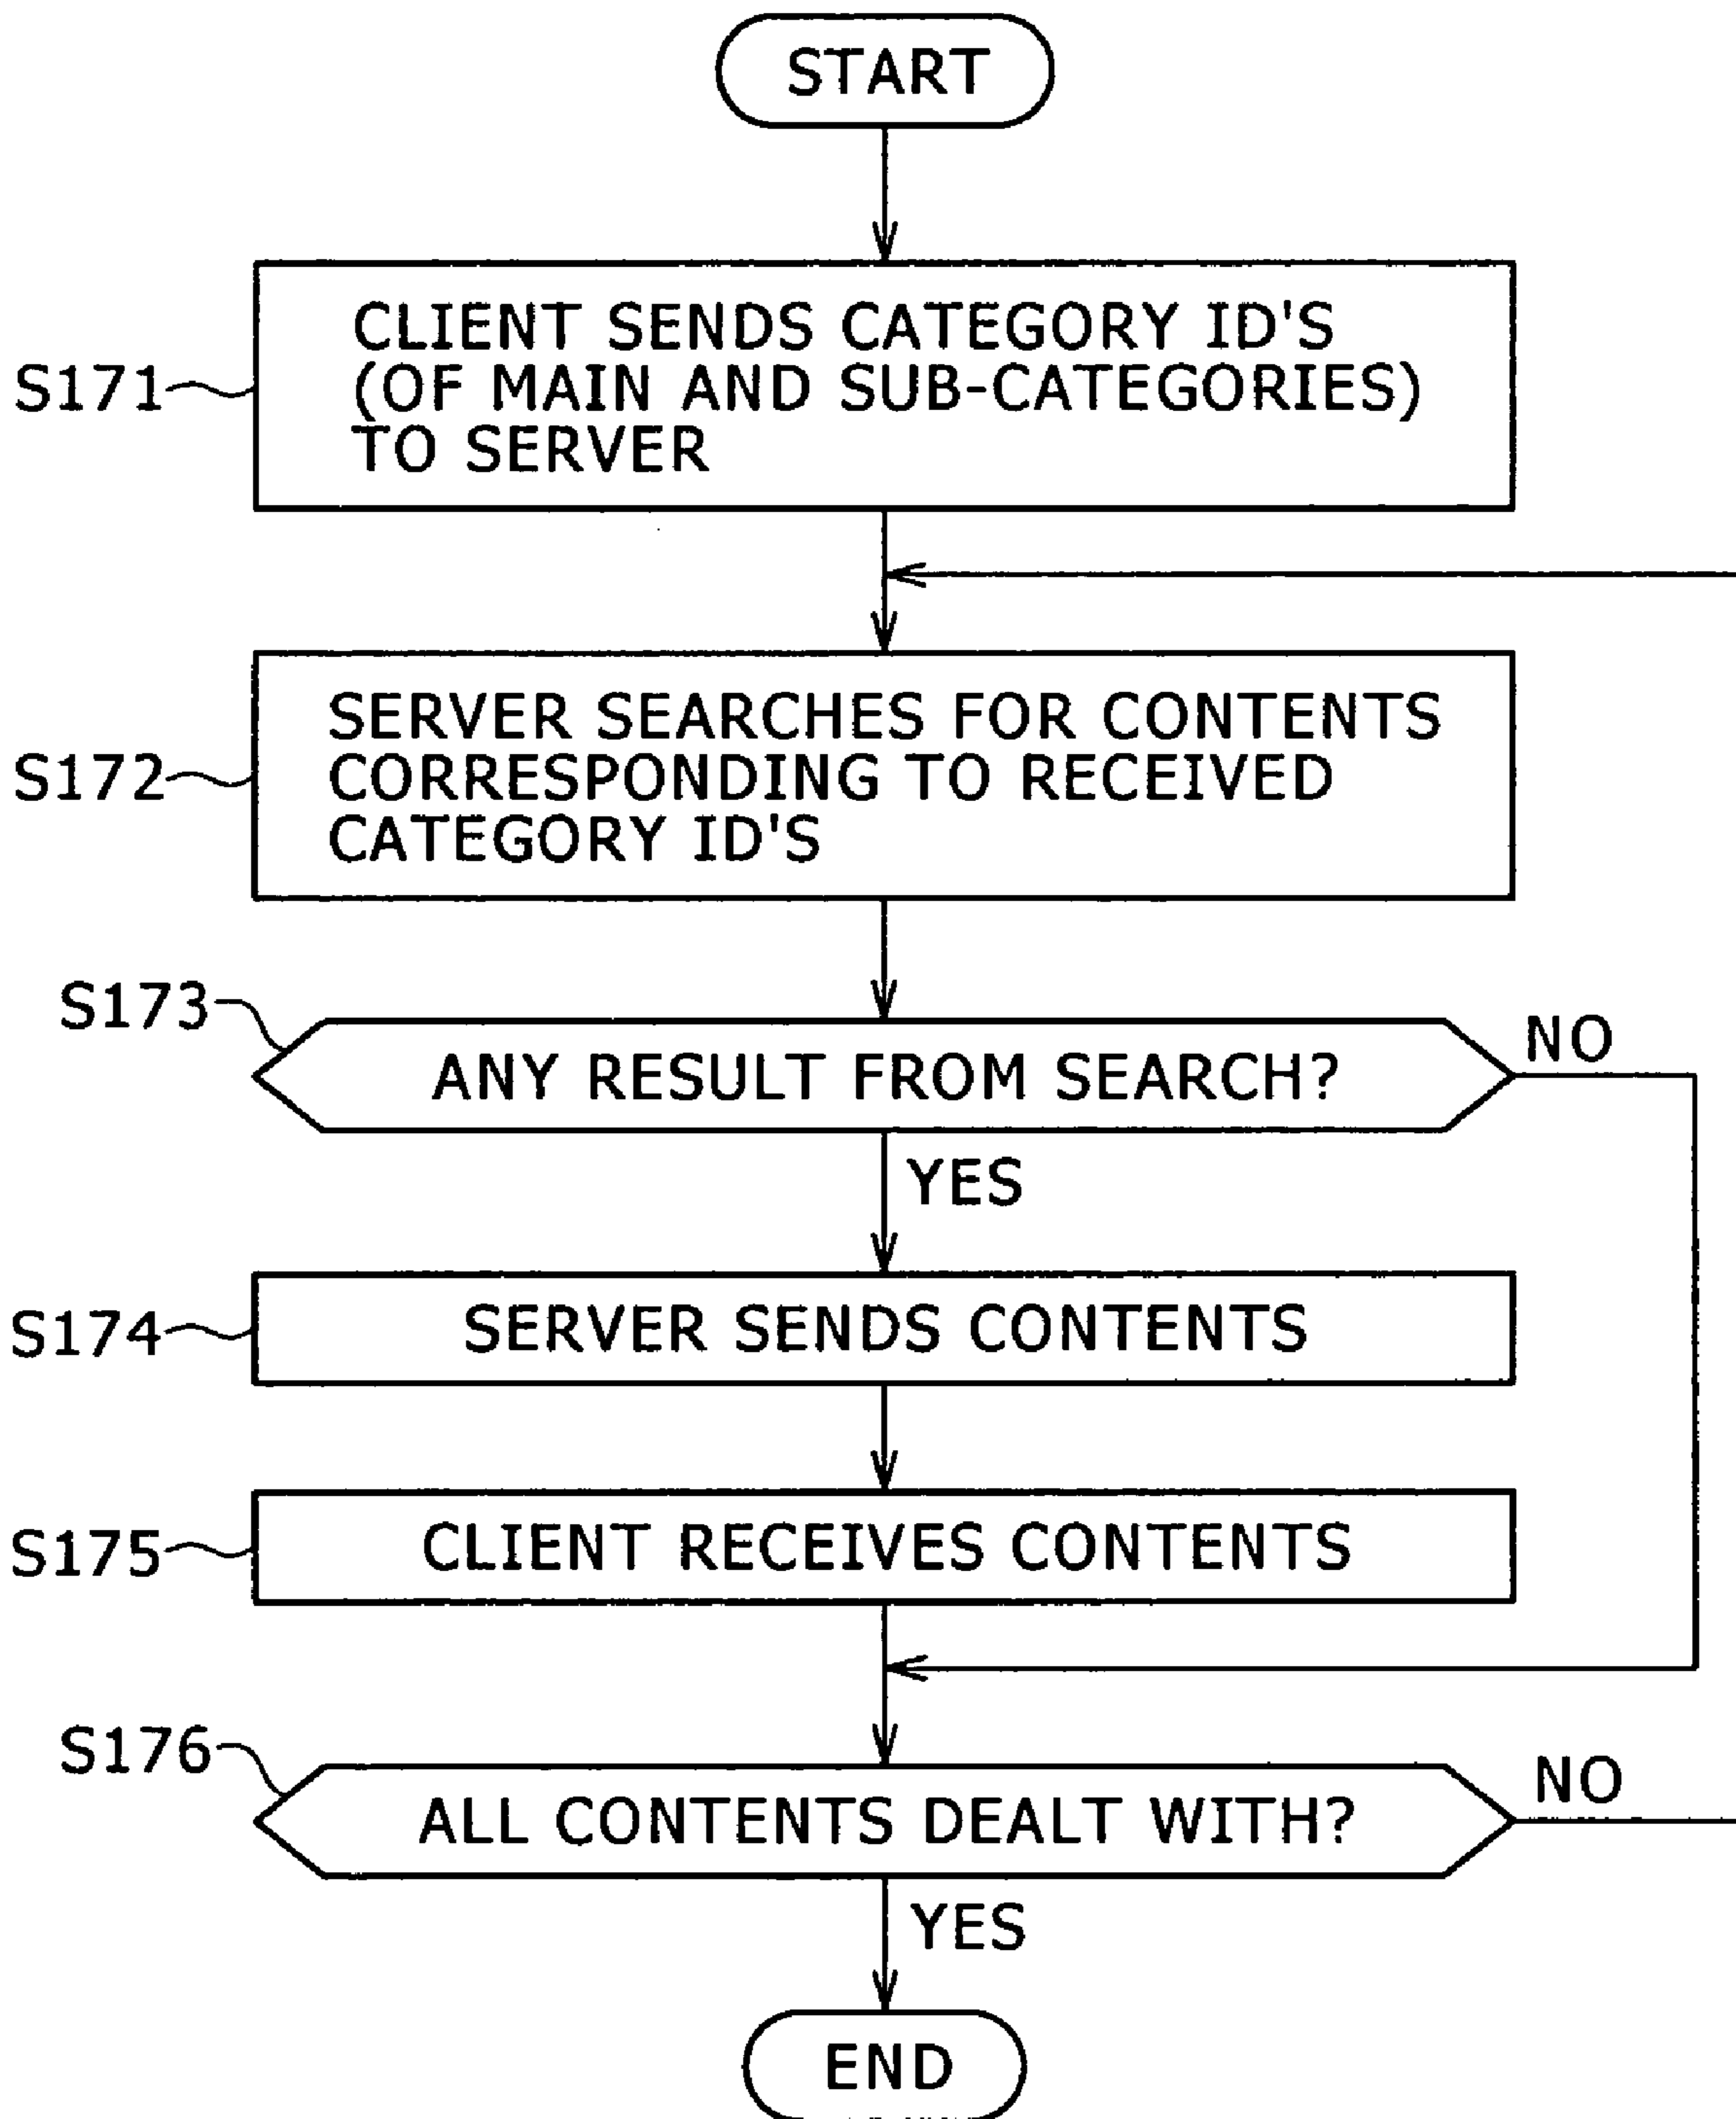 START
S171
CLIENT SENDS CATEGORY ID'S
(OF MAIN AND SUB-CATEGORIES)
TO SERVER
S172
SERVER SEARCHES FOR CONTENTS
CORRESPONDING TO RECEIVED
CATEGORY ID'S
S173
ANY RESULT FROM SEARCH?
NO
YES
S174
SERVER SENDS CONTENTS
S175
CLIENT RECEIVES CONTENTS
S176
ALL CONTENTS DEALT WITH?
NO
YES
END